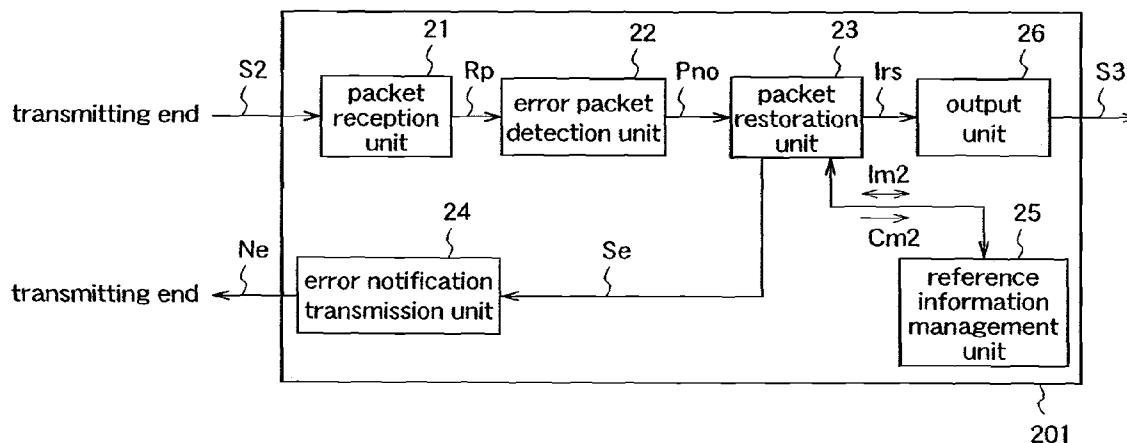 21
22
23
26
S2
Rp
Pno
Irs
S3
transmitting end
packet
reception
unit
error packet
detection unit
packet
restoration
unit
output
unit
Im2
Cm2
24
25
Ne
Se
transmitting end
error notification
transmission unit
reference
information
management
unit
201